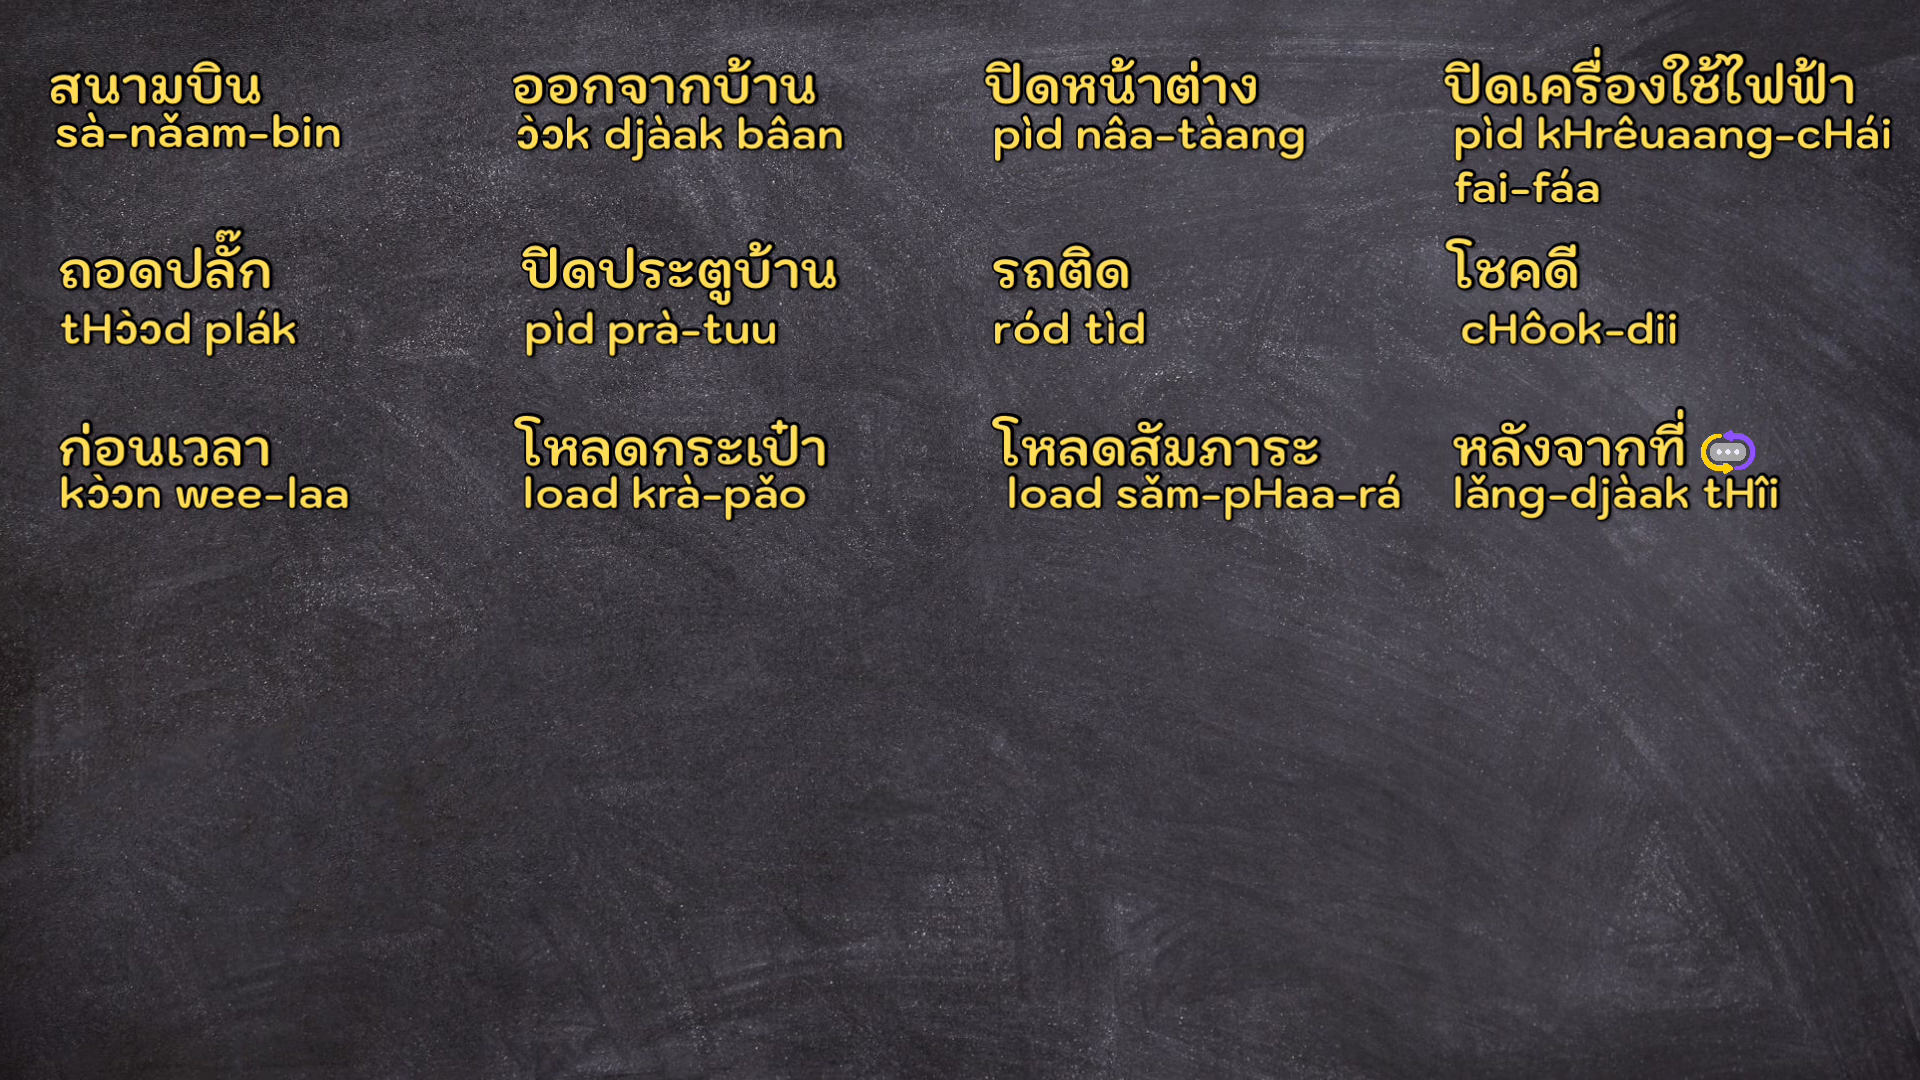 สนามบิน
sà-nǎam-bin
ออกจากบ้าน
ɔ̀ɔk djàak bâan
ปิดหน้าต่าง
pìd nâa-tàang
ปิดเครื่องใช้ไฟฟ้า
pìd kHrêuaang-cHái
fai-fáa
ถอดปลั๊ก
tHɔ̀ɔd plák
ปิดประตูบ้าน
pìd prà-tuu
รถติด
ród tìd
โชคดี
cHôok-dii
ก่อนเวลา
kɔ̀ɔn wee-laa
โหลดกระเป๋า
load krà-pǎo
โหลดสัมภาระ
load sǎm-pHaa-rá
หลังจากที่
lǎng-djàak tHîi